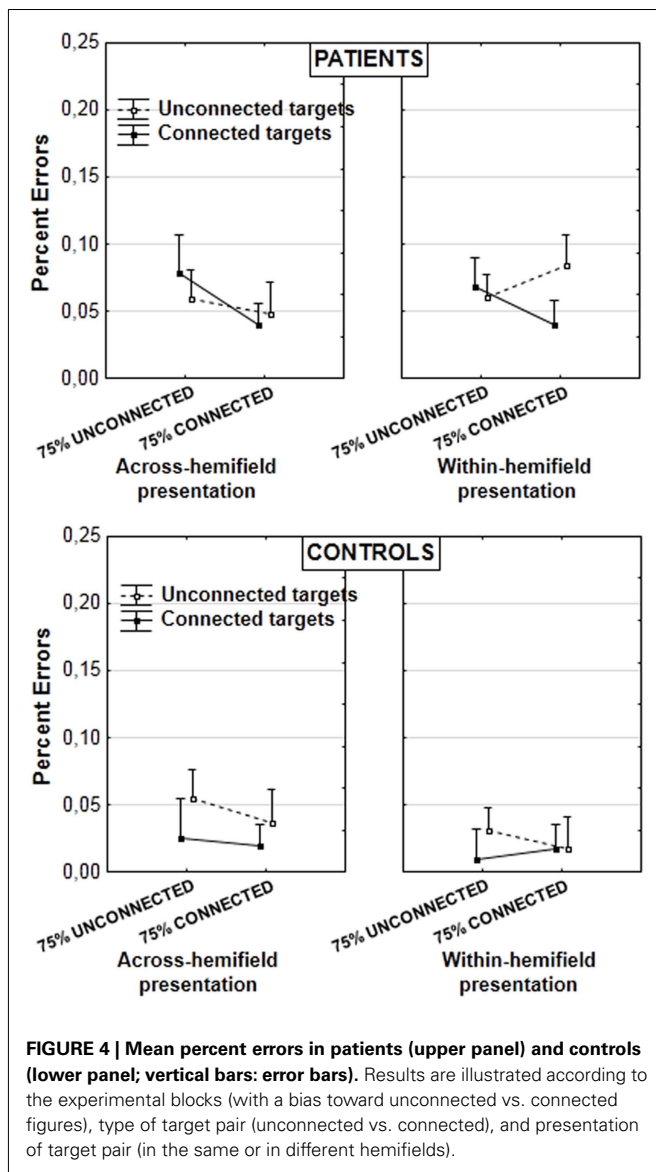 PATIENTS
0,25
0,20
0,15
0,10
0,05
0,00
Percent Errors
Unconnected targets
Connected targets
75% UNCONNECTED
75% CONNECTED
Across-hemifield
presentation
75% UNCONNECTED
75% CONNECTED
Within-hemifield
presentation
CONTROLS
0,25
0,20
0,15
0,10
0,05
0,00
Percent Errors
Unconnected targets
Connected targets
75% UNCONNECTED
75% CONNECTED
Across-hemifield
presentation
75% UNCONNECTED
75% CONNECTED
Within-hemifield
presentation
FIGURE 4 | Mean percent errors in patients (upper panel) and controls
(lower panel; vertical bars: error bars). Results are illustrated according to
the experimental blocks (with a bias toward unconnected vs. connected
figures), type of target pair (unconnected vs. connected), and presentation
of target pair (in the same or in different hemifields).